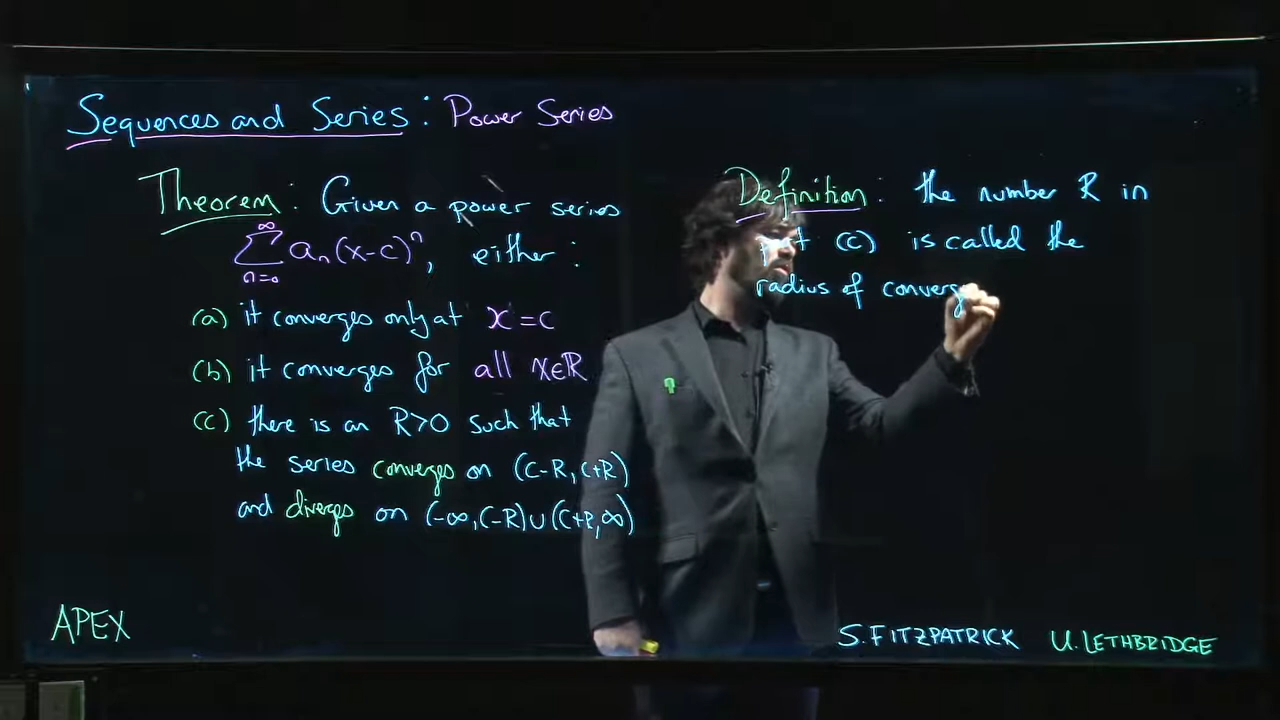 Sequences and Series: Power Series
Theorem: Given a power series
∞∑n=0 aₙ(x-c)ⁿ, either:
(a) it converges only at x=c
(b) it converges for all x∈ℝ
(c) there is an R>0 such that
the series converges on (c-R, c+R)
and diverges on (-∞, c-R)∪(c+R, ∞)
Definition: the number R in
part (c) is called the
radius of converg
APEX
S. FITZPATRICK U. LETHBRIDGE